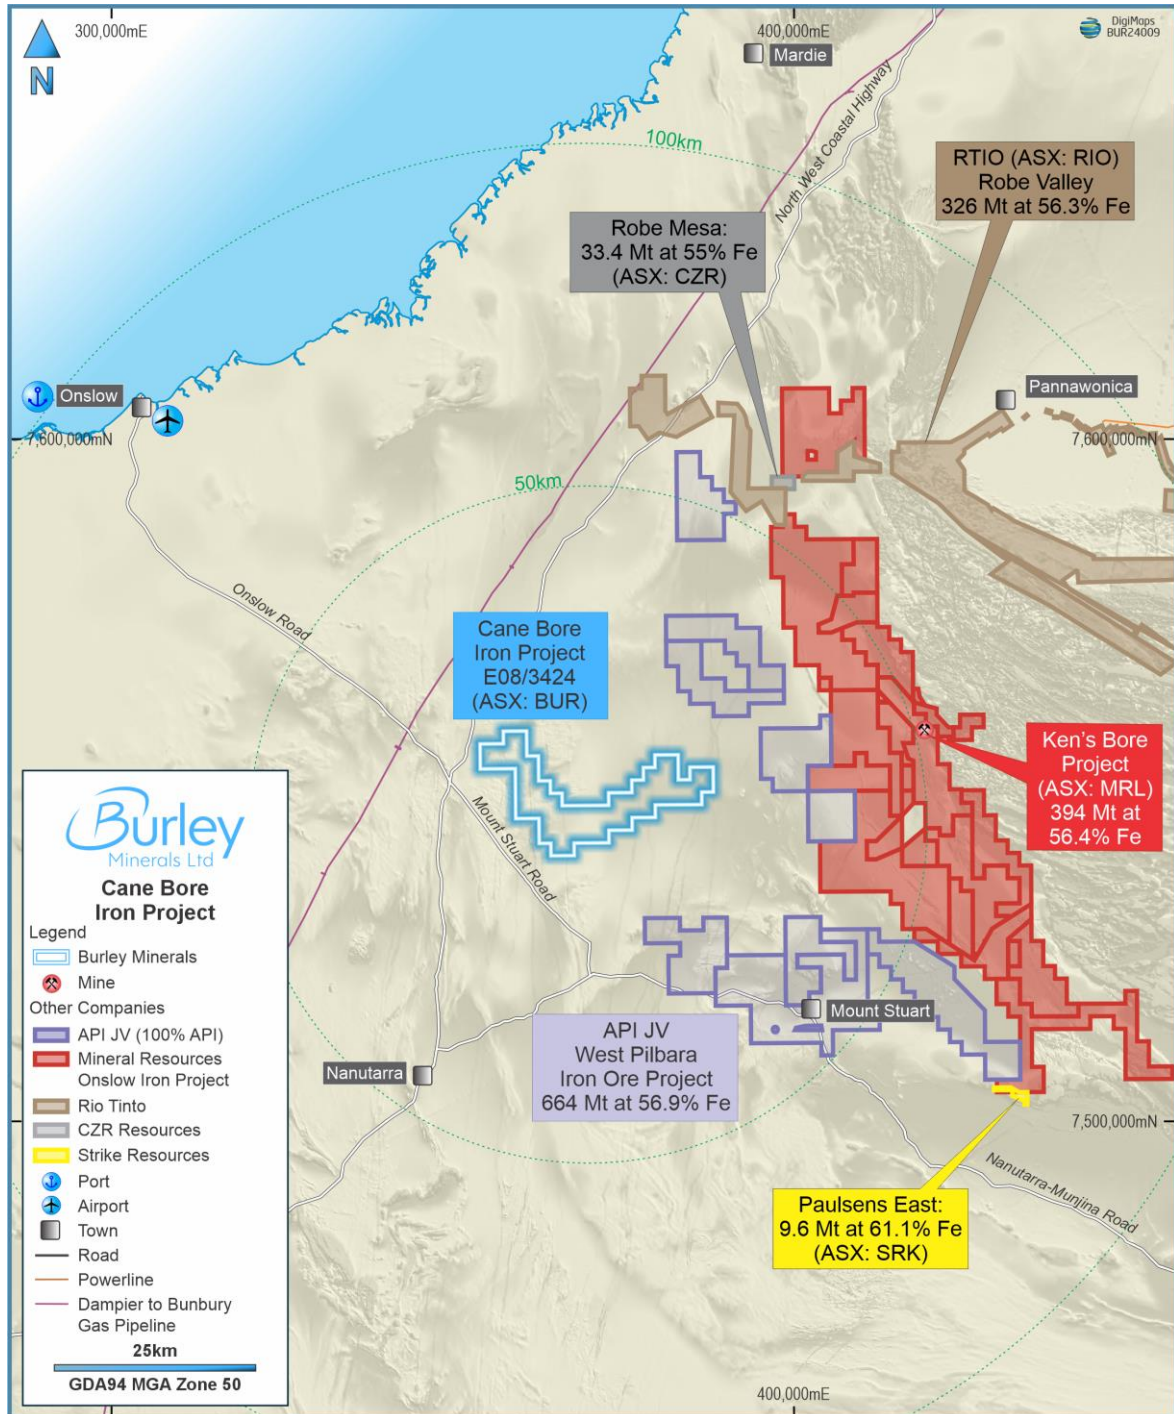 300,000mE
400,000mE
DigiMaps
BUR24009
N
Mardie
North West Coastal Highway
100km
RTIO (ASX: RIO)
Robe Valley
326 Mt at 56.3% Fe
Robe Mesa:
33.4 Mt at 55% Fe
(ASX: CZR)
Onslow
Pannawonica
7,600,000mN
7,600,000mN
50km
Onslow Road
Cane Bore
Iron Project
E08/3424
(ASX: BUR)
Ken's Bore
Project
(ASX: MRL)
394 Mt at
56.4% Fe
Mount Stuart Road
Mount Stuart
API JV
West Pilbara
Iron Ore Project
664 Mt at 56.9% Fe
Nanutarra
7,500,000mN
Nanutarra-Munjina Road
Paulsens East:
9.6 Mt at 61.1% Fe
(ASX: SRK)
400,000mE
Burley
Minerals Ltd
Cane Bore
Iron Project
Legend
Burley Minerals
Mine
Other Companies
API JV (100% API)
Mineral Resources
Onslow Iron Project
Rio Tinto
CZR Resources
Strike Resources
Port
Airport
Town
Road
Powerline
Dampier to Bunbury
Gas Pipeline
25km
GDA94 MGA Zone 50